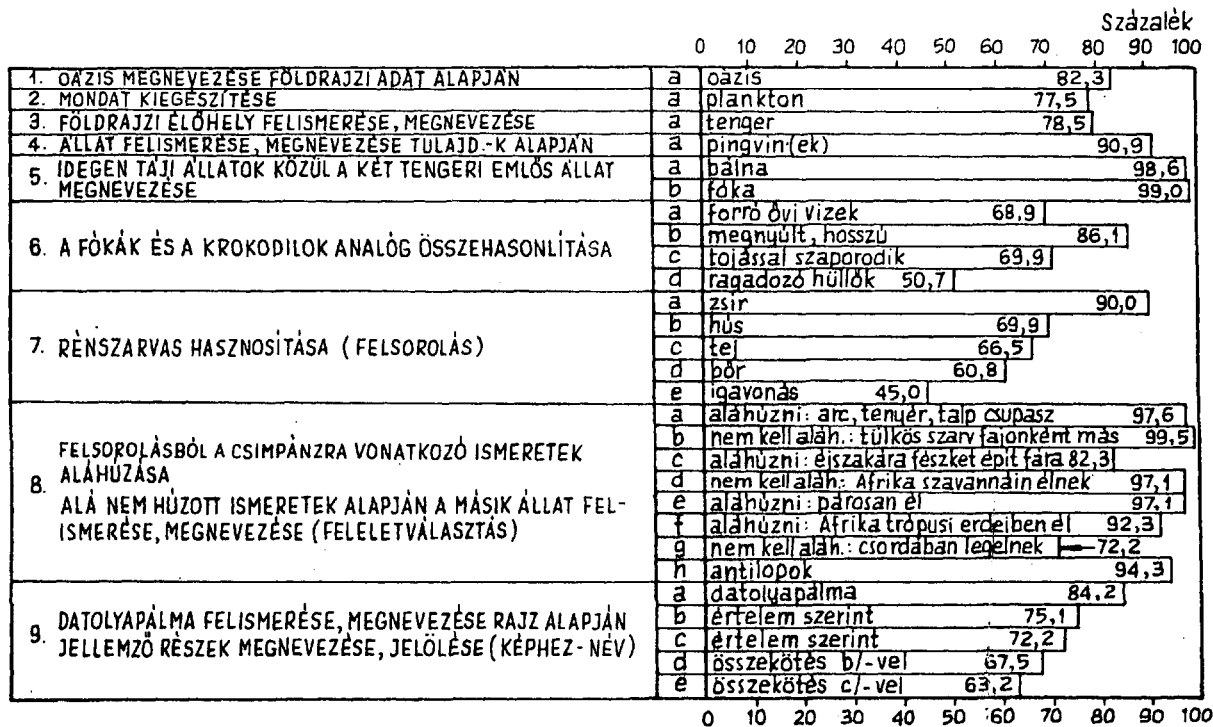 Százalék
0 10 20 30 40 50 60 70 80 90 100
1. OÁZIS MEGNEVEZÉSE FÖLDRAJZI ADAT ALAPJÁN a oázis 82,3
2. MONDAT KIEGÉSZÍTÉSE a plankton 77,5
3. FÖLDRAJZI ÉLŐHELY FELISMERÉSE, MEGNEVEZÉSE a tenger 78,5
4. ÁLLAT FELISMERÉSE, MEGNEVEZÉSE TULAJD.-K ALAPJÁN a pingvin(ek) 90,9
5. IDEGEN TÁJI ÁLLATOK KÖZÜL A KÉT TENGERI EMLŐS ÁLLAT a bálna 98,6
MEGNEVEZÉSE b fóka 99,0
a forró övi vizek 68,9
b megnyúlt, hosszú 86,1
6. A FÓKÁK ÉS A KROKODILOK ANALÓG ÖSSZEHASONLÍTÁSA
c tojással szaporodik 69,9
d ragadozó hüllők 50,7
a zsír 90,0
b hús 69,9
7. RÉNSZARVAS HASZNOSÍTÁSA (FELSOROLÁS)
c tej 66,5
d bőr 60,8
e igavonás 45,0
a aláhúzni: arc, tenyér, talp csupasz 97,6
b nem kell aláh.: tülkös szarv fajonként más 99,5
FELSOROLÁSBÓL A CSIMPÁNZRA VONATKOZÓ ISMERETEK
ALÁHÚZÁSA
c aláhúzni: éjszakára fészket épít fára 82,3
8.
d nem kell aláh.: Afrika szavannáin élnek 97,1
ALÁ NEM HÚZOTT ISMERETEK ALAPJÁN A MÁSIK ÁLLAT FEL-
e aláhúzni: párosan él 97,1
ISMERÉSE, MEGNEVEZÉSE (FELELETVÁLASZTÁS)
f aláhúzni: Afrika trópusi erdeiben él 92,3
g nem kell aláh.: csordában legelnek 72,2
h antilopok 94,3
a datolyapálma 84,2
9. DATOLYAPÁLMA FELISMERÉSE, MEGNEVEZÉSE RAJZ ALAPJÁN b értelem szerint 75,1
JELLEMZŐ RÉSZEK MEGNEVEZÉSE, JELÖLÉSE (KÉPHEZ-NÉV) c értelem szerint 72,2
d összekötés b/-vel 67,5
e összekötés c/-vel 63,2
0 10 20 30 40 50 60 70 80 90 100